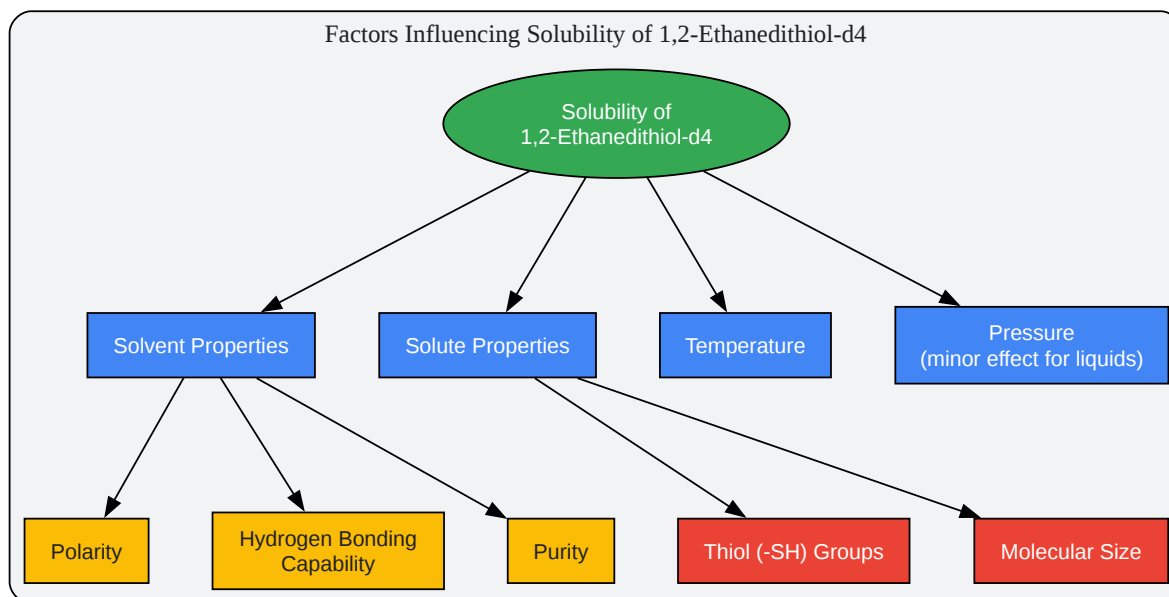 Factors Influencing Solubility of 1,2-Ethanedithiol-d4
Solubility of
1,2-Ethanedithiol-d4
Solvent Properties
Solute Properties
Temperature
Pressure
(minor effect for liquids)
Polarity
Hydrogen Bonding
Capability
Purity
Thiol (-SH) Groups
Molecular Size